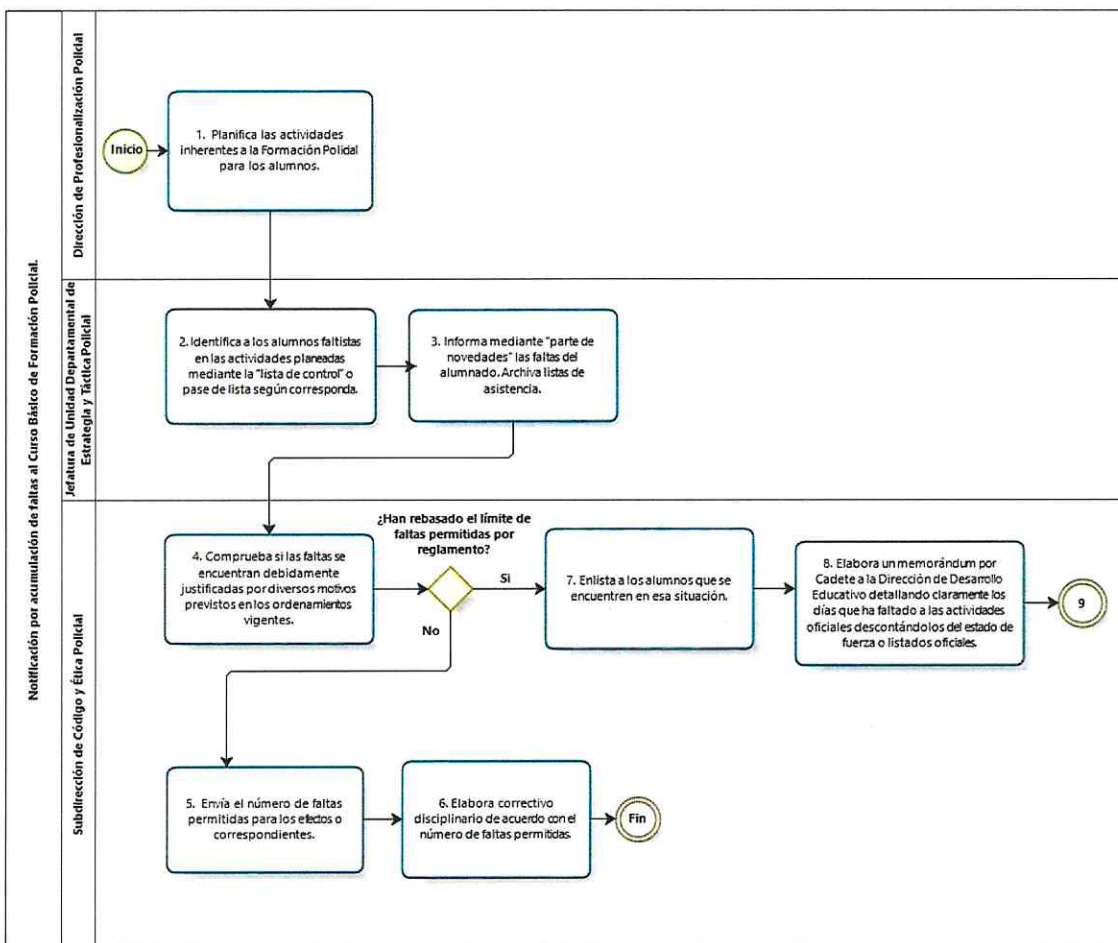 Notificación por acumulación de faltas al Curso Básico de Formación Policial.
Dirección de Profesionalización Policial
Inicio
1. Planifica las actividades
inherentes a la Formación Policial
para los alumnos.
Jefatura de Unidad Departamental de
Estrategia y Táctica Policial
2. Identifica a los alumnos faltistas
en las actividades planeadas
mediante la "lista de control" o
pase de lista según corresponda.
3. Informa mediante "parte de
novedades" las faltas del
alumnado. Archiva listas de
asistencia.
Subdirección de Código y Ética Policial
4. Comprueba si las faltas se
encuentran debidamente
justificadas por diversos motivos
previstos en los ordenamientos
vigentes.
¿Han rebasado el límite de
faltas permitidas por
reglamento?
Si
No
7. Enlista a los alumnos que se
encuentren en esa situación.
8. Elabora un memorándum por
Cadete a la Dirección de Desarrollo
Educativo detallando claramente los
días que ha faltado a las actividades
oficiales descontándolos del estado de
fuerza o listados oficiales.
9
5. Envía el número de faltas
permitidas para los efectos o
correspondientes.
6. Elabora correctivo
disciplinario de acuerdo con el
número de faltas permitidas.
Fin